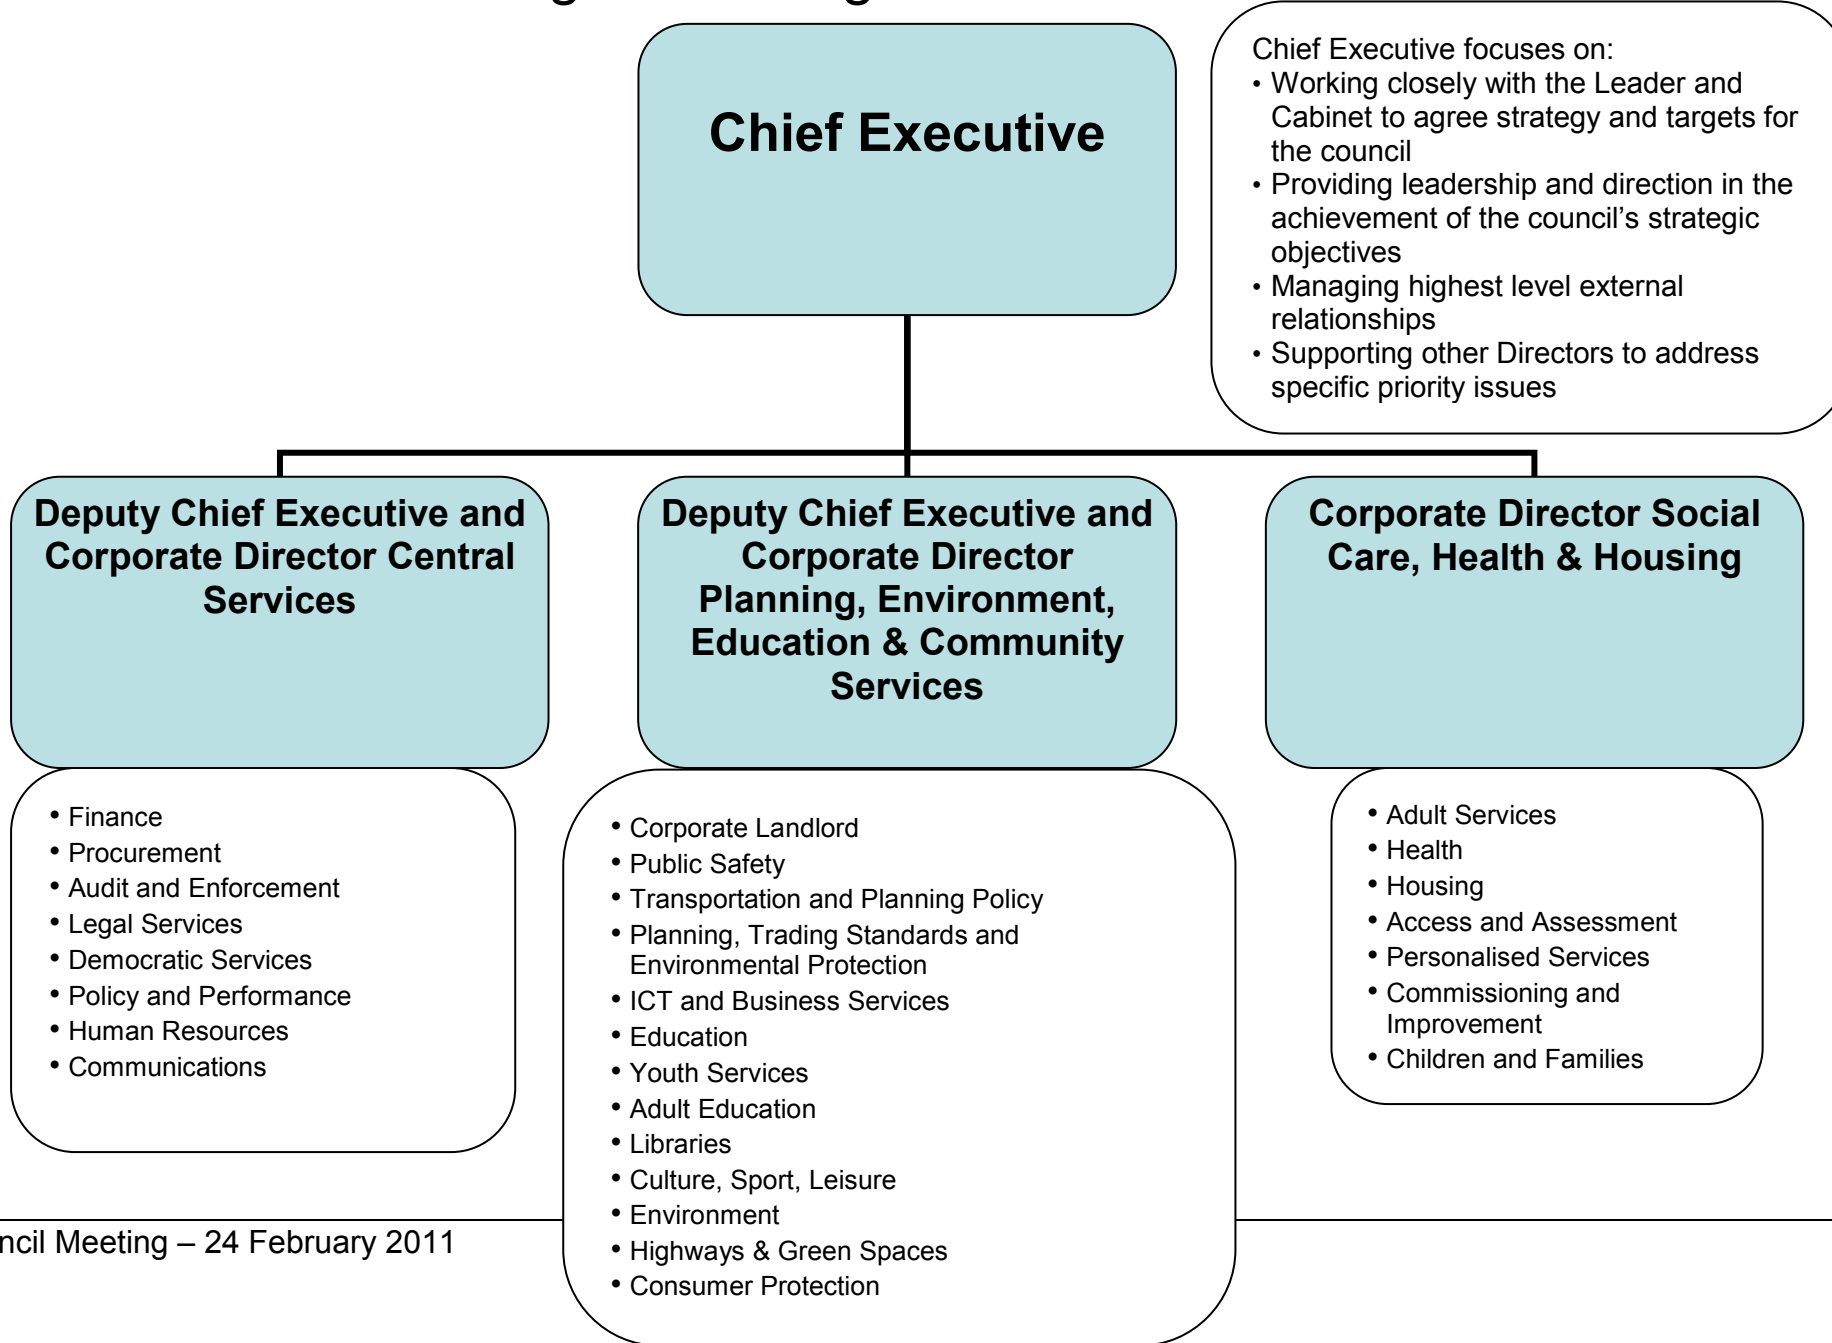 Chief Executive
Chief Executive focuses on:
• Working closely with the Leader and
Cabinet to agree strategy and targets for
the council
• Providing leadership and direction in the
achievement of the council’s strategic
objectives
• Managing highest level external
relationships
• Supporting other Directors to address
specific priority issues
Deputy Chief Executive and
Corporate Director Central
Services
Deputy Chief Executive and
Corporate Director
Planning, Environment,
Education & Community
Services
Corporate Director Social
Care, Health & Housing
• Finance
• Procurement
• Audit and Enforcement
• Legal Services
• Democratic Services
• Policy and Performance
• Human Resources
• Communications
• Corporate Landlord
• Public Safety
• Transportation and Planning Policy
• Planning, Trading Standards and
Environmental Protection
• ICT and Business Services
• Education
• Youth Services
• Adult Education
• Libraries
• Culture, Sport, Leisure
• Environment
• Highways & Green Spaces
• Consumer Protection
• Adult Services
• Health
• Housing
• Access and Assessment
• Personalised Services
• Commissioning and
Improvement
• Children and Families
ncil Meeting – 24 February 2011